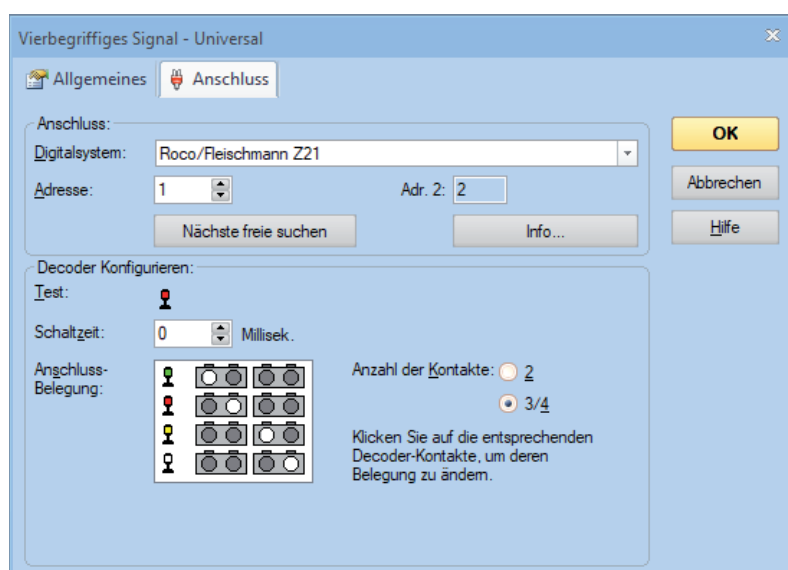 Vierbegriffiges Signal - Universal
Allgemeines
Anschluss
Anschluss:
Digitalsystem: Roco/Fleischmann Z21
Adresse: 1 Adr. 2: 2
Nächste freie suchen Info...
OK
Abbrechen
Hilfe
Decoder Konfigurieren:
Test:
Schaltzeit: 0 Millisek.
Anschluss-
Belegung:
Anzahl der Kontakte: 2
3/4
Klicken Sie auf die entsprechenden
Decoder-Kontakte, um deren
Belegung zu ändern.